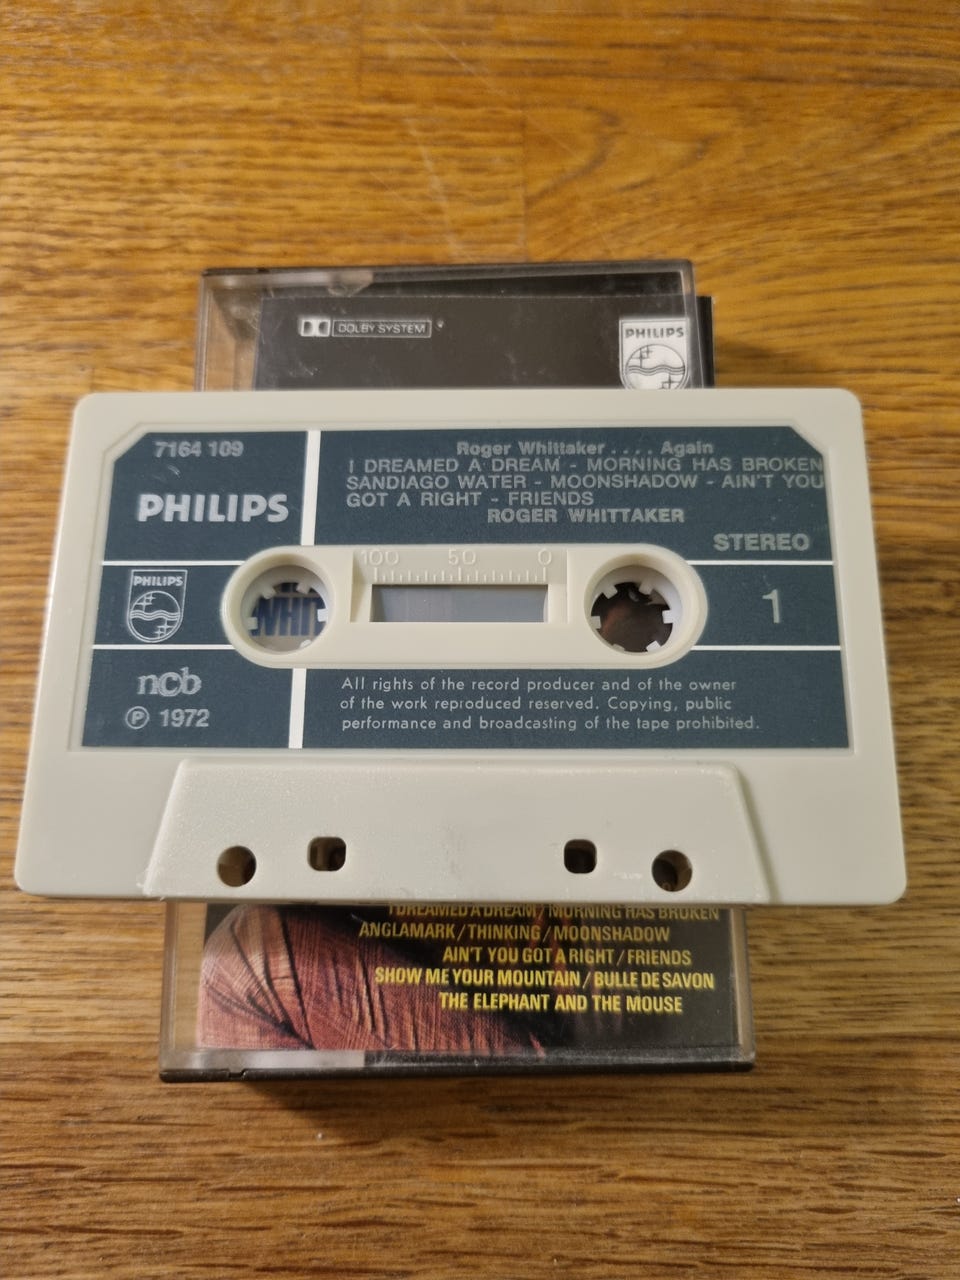 DOLBY SYSTEM
PHILIPS
7164 109
PHILIPS
Roger Whittaker . . . . Again
I DREAMED A DREAM - MORNING HAS BROKEN
SANDIAGO WATER - MOONSHADOW - AIN'T YOU
GOT A RIGHT - FRIENDS
ROGER WHITTAKER
STEREO
100 50 0
PHILIPS
WHIT
1
ncb
Ⓟ 1972
All rights of the record producer and of the owner
of the work reproduced reserved. Copying, public
performance and broadcasting of the tape prohibited.
I DREAMED A DREAM / MORNING HAS BROKEN
ANGLAMARK / THINKING / MOONSHADOW
AIN'T YOU GOT A RIGHT / FRIENDS
SHOW ME YOUR MOUNTAIN / BULLE DE SAVON
THE ELEPHANT AND THE MOUSE